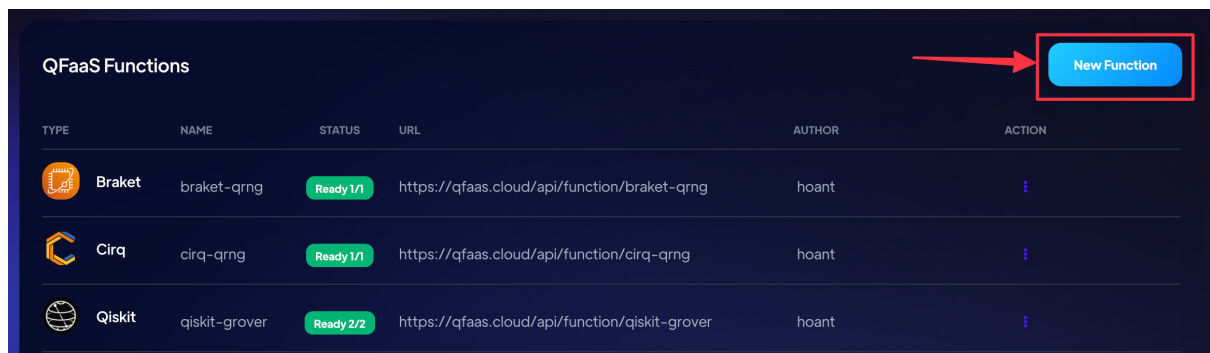 QFaaS Functions New Function
TYPE NAME STATUS URL AUTHOR ACTION
Braket braket-qrng Ready 1/1 https://qfaas.cloud/api/function/braket-qrng hoant
Cirq cirq-qrng Ready 1/1 https://qfaas.cloud/api/function/cirq-qrng hoant
Qiskit qiskit-grover Ready 2/2 https://qfaas.cloud/api/function/qiskit-grover hoant